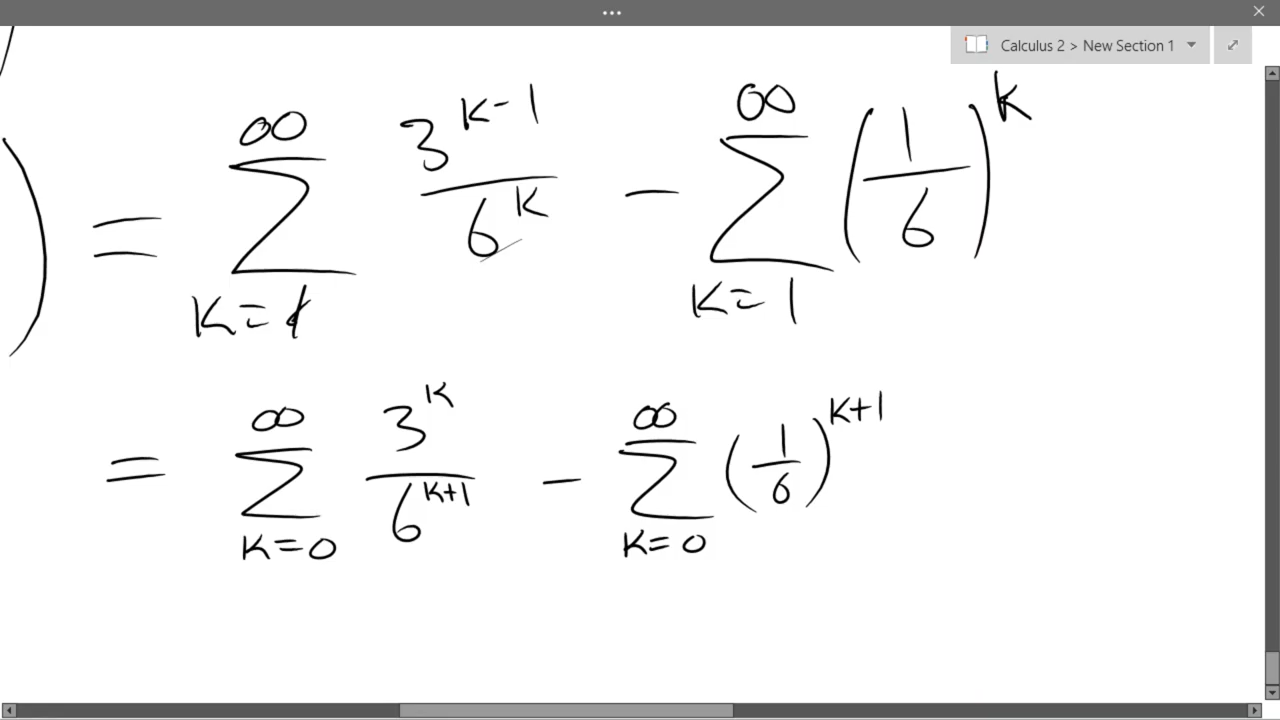 Calculus 2 > New Section 1
= ∑_{K=1}^{∞} 3^{K-1}/6^{K} - ∑_{K=1}^{∞} (1/6)^{K}
= ∑_{K=0}^{∞} 3^{K}/6^{K+1} - ∑_{K=0}^{∞} (1/6)^{K+1}